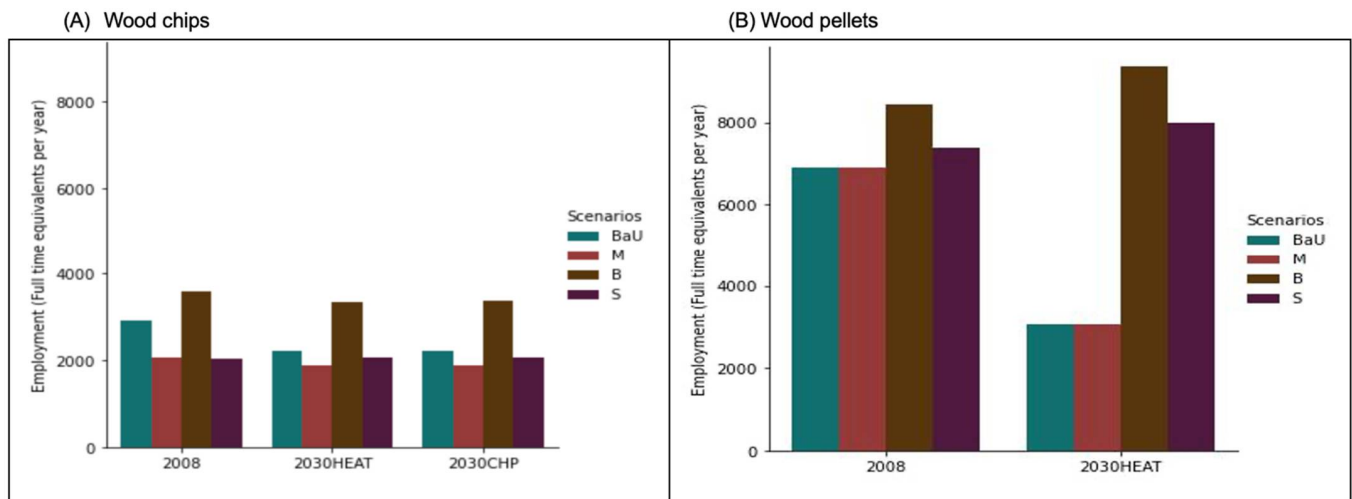 (A) Wood chips
Employment (Full time equivalents per year)
8000
6000
4000
2000
0
2008
2030HEAT
2030CHP
Scenarios
BaU
M
B
S
(B) Wood pellets
Employment (Full time equivalents per year)
8000
6000
4000
2000
0
2008
2030HEAT
Scenarios
BaU
M
B
S